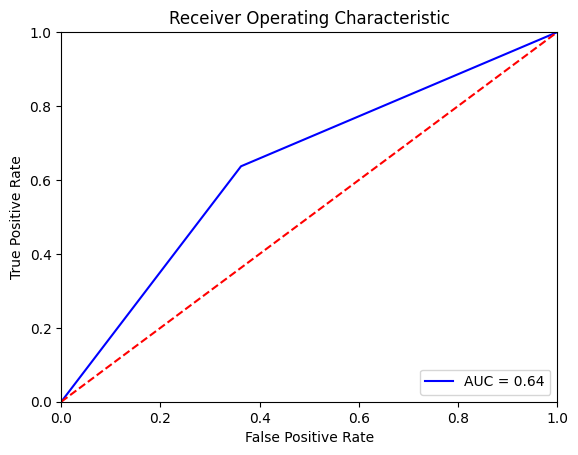 Receiver Operating Characteristic
1.0
0.8
0.6
0.4
0.2
0.0
True Positive Rate
AUC = 0.64
0.0 0.2 0.4 0.6 0.8 1.0
False Positive Rate